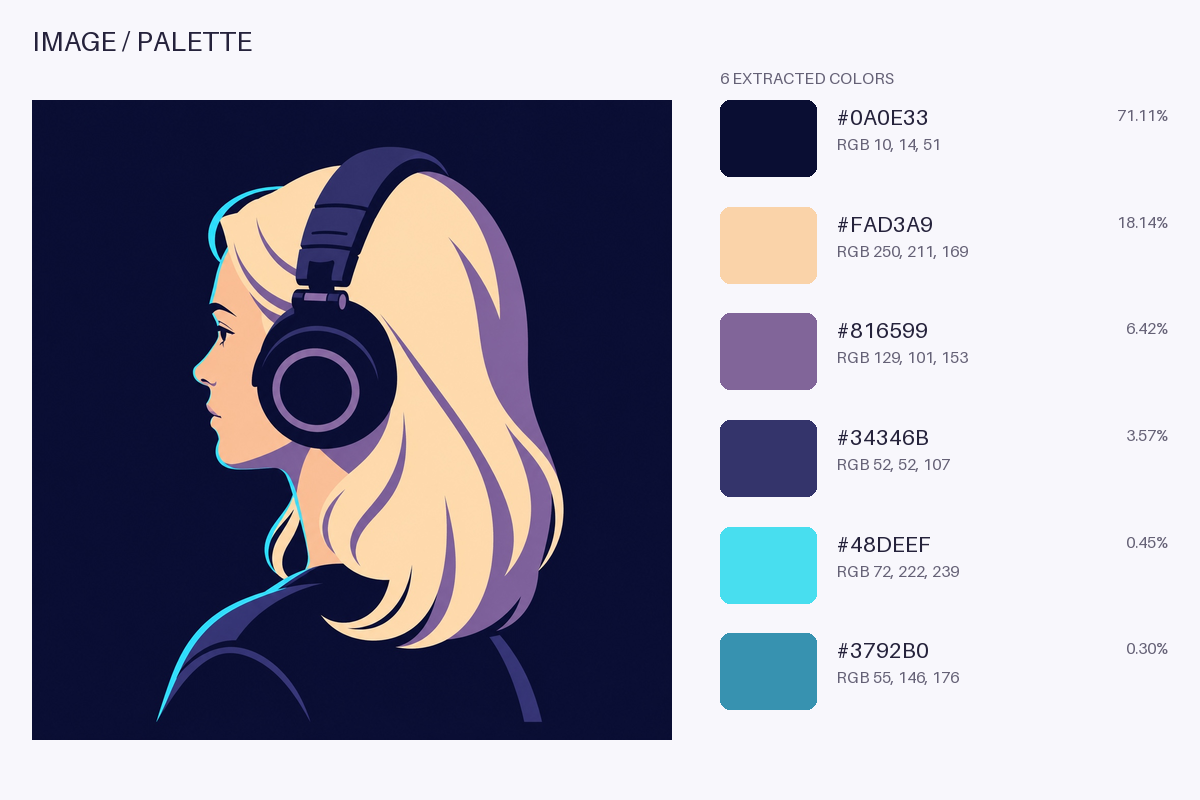 IMAGE / PALETTE
6 EXTRACTED COLORS
#0A0E33
71.11%
RGB 10, 14, 51
#FAD3A9
18.14%
RGB 250, 211, 169
#816599
6.42%
RGB 129, 101, 153
#34346B
3.57%
RGB 52, 52, 107
#48DEEF
0.45%
RGB 72, 222, 239
#3792B0
0.30%
RGB 55, 146, 176